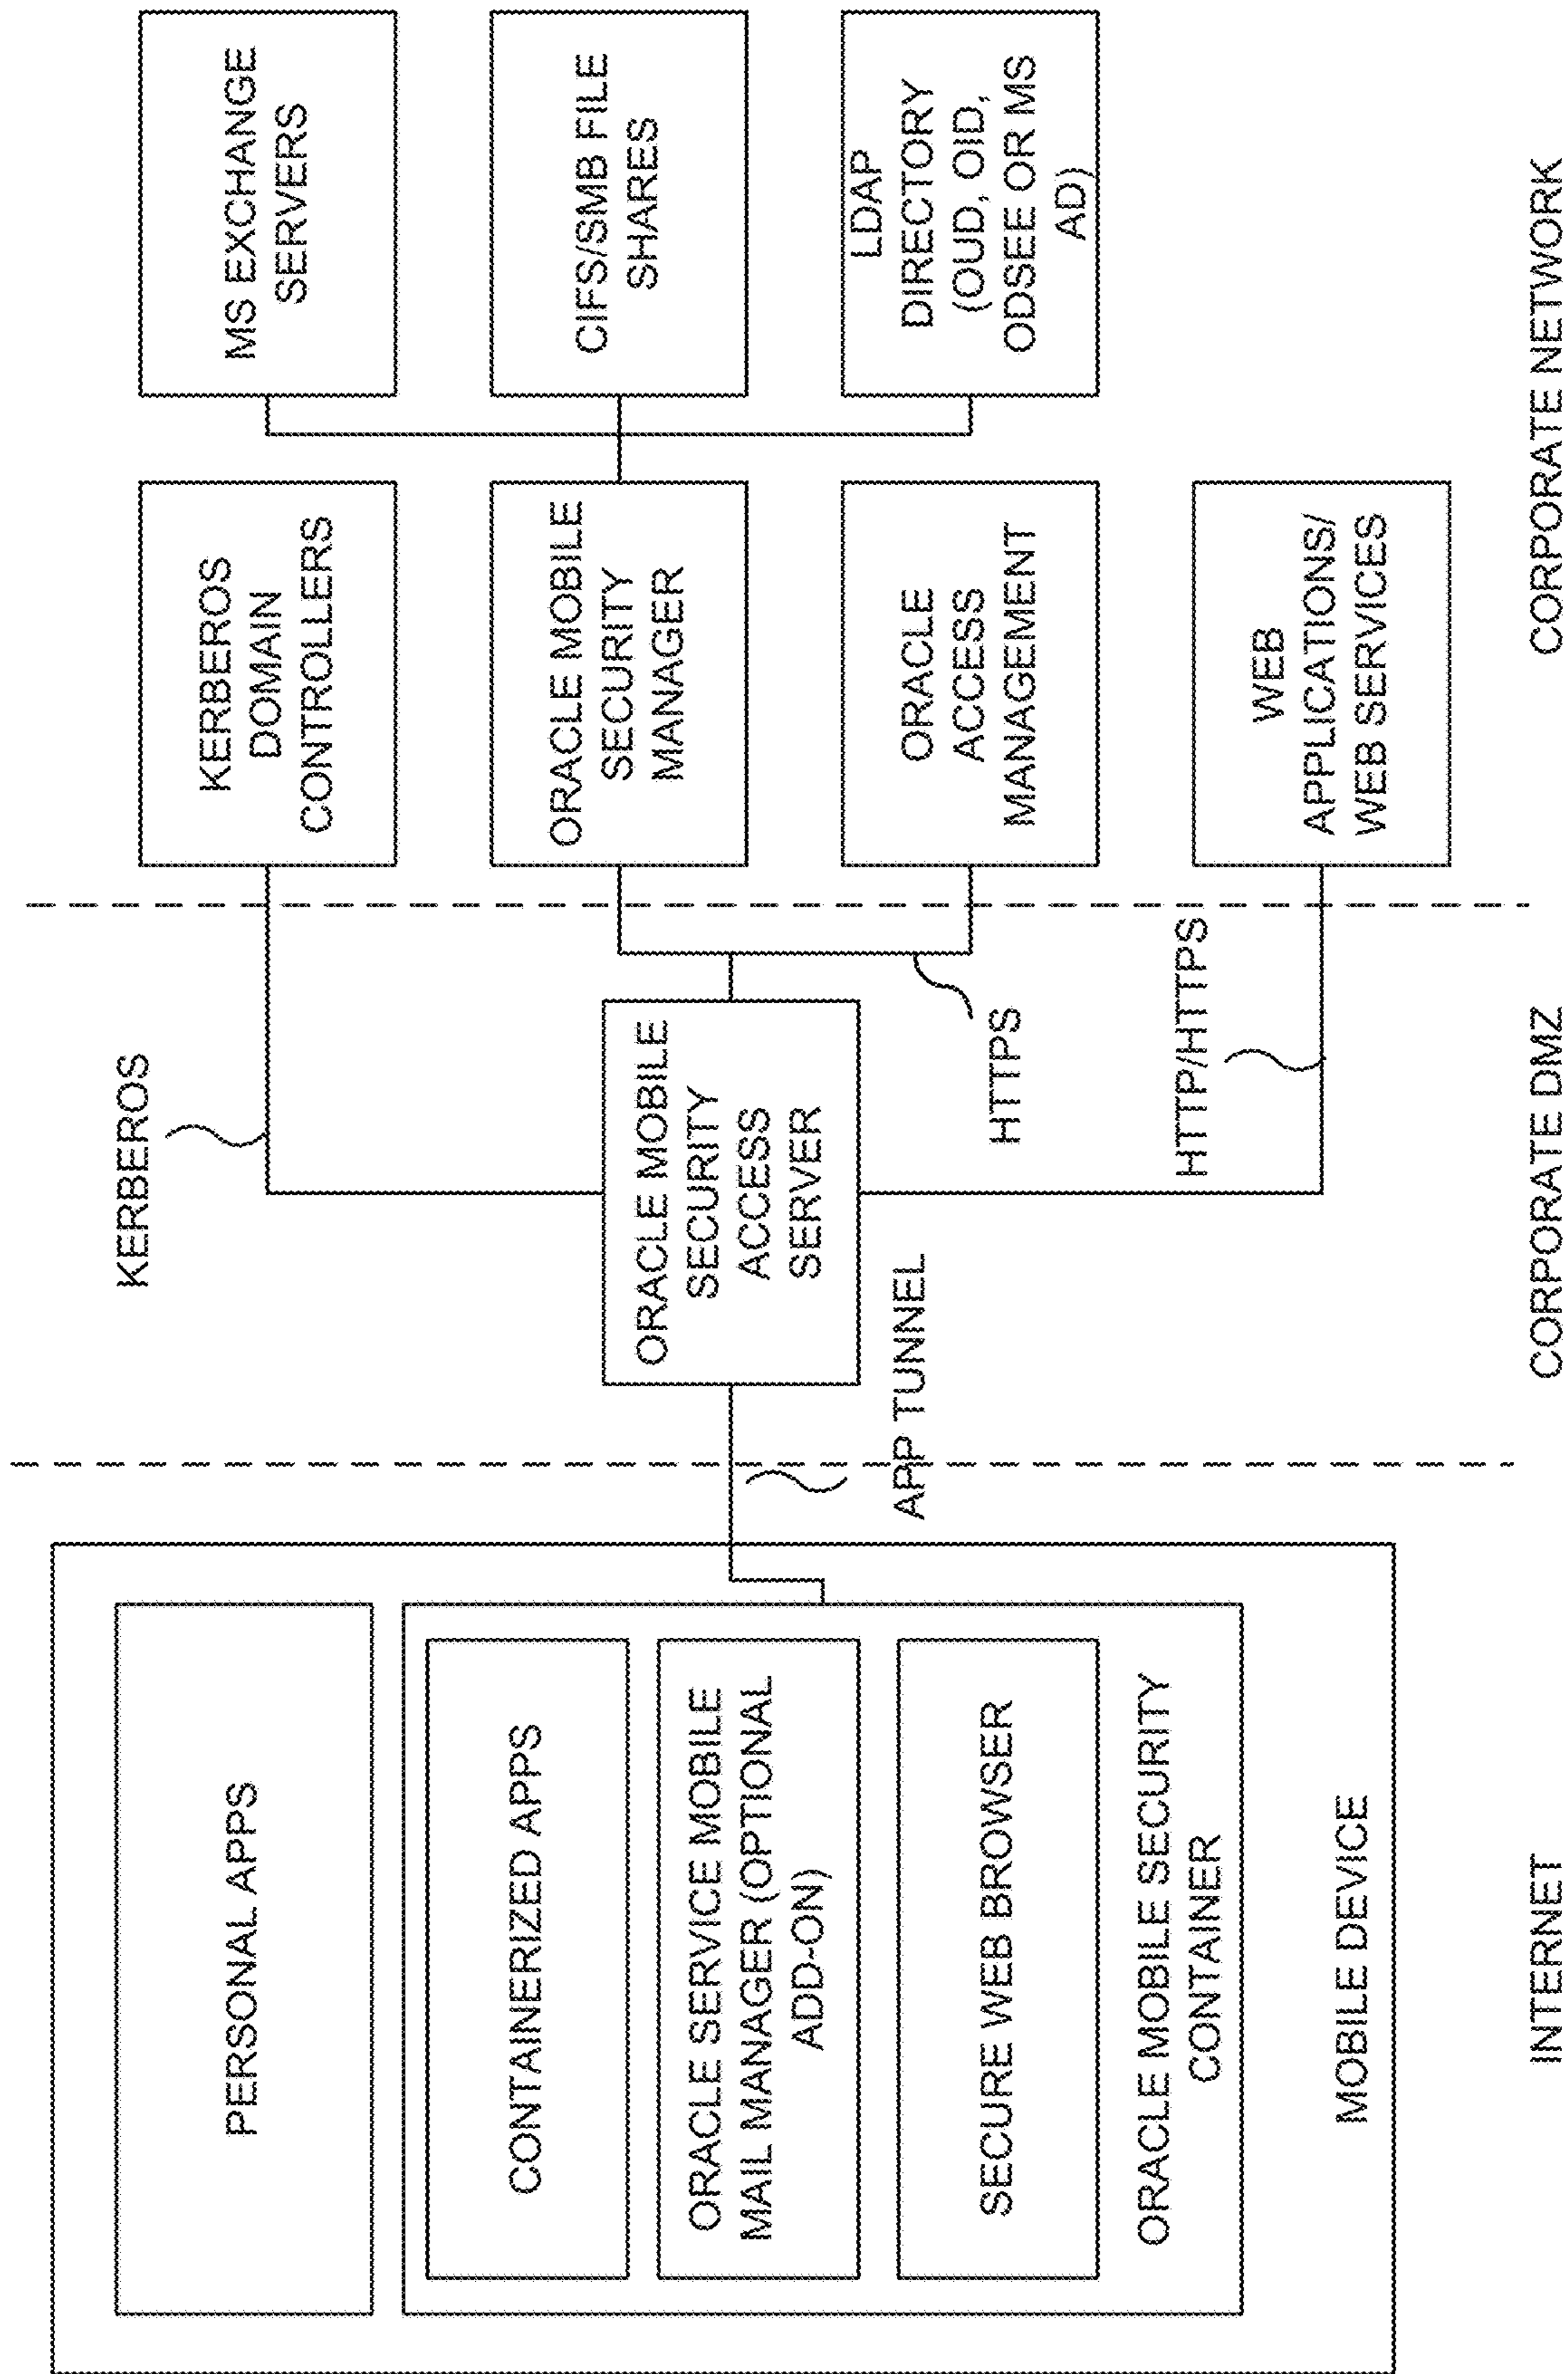 PERSONAL APPS
CONTAINERIZED APPS
ORACLE SERVICE MOBILE
MAIL MANAGER (OPTIONAL
ADD-ON)
SECURE WEB BROWSER
ORACLE MOBILE SECURITY
CONTAINER
MOBILE DEVICE
INTERNET
APP TUNNEL
KERBEROS
ORACLE MOBILE
SECURITY
ACCESS
SERVER
HTTPS
HTTP/HTTPS
CORPORATE DMZ
KERBEROS
DOMAIN
CONTROLLERS
ORACLE MOBILE
SECURITY
MANAGER
ORACLE
ACCESS
MANAGEMENT
WEB
APPLICATIONS/
WEB SERVICES
MS EXCHANGE
SERVERS
CIFS/SMB FILE
SHARES
LDAP
DIRECTORY
(OUD, OID,
ODSEE OR MS
AD)
CORPORATE NETWORK